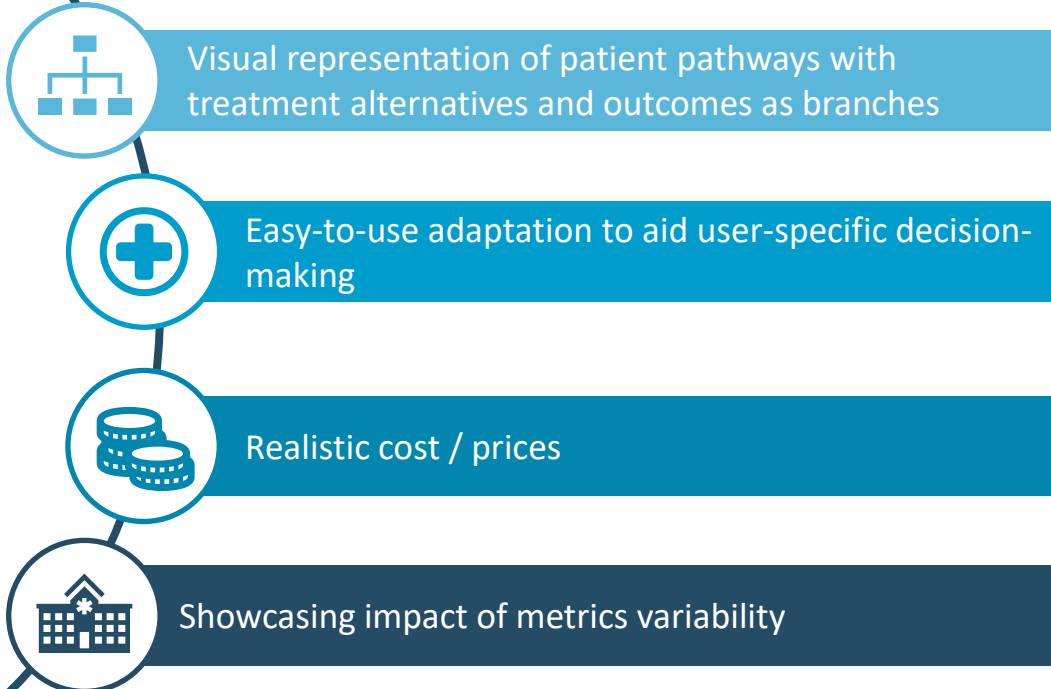 Visual representation of patient pathways with
treatment alternatives and outcomes as branches
Easy-to-use adaptation to aid user-specific decision-
making
Realistic cost / prices
Showcasing impact of metrics variability